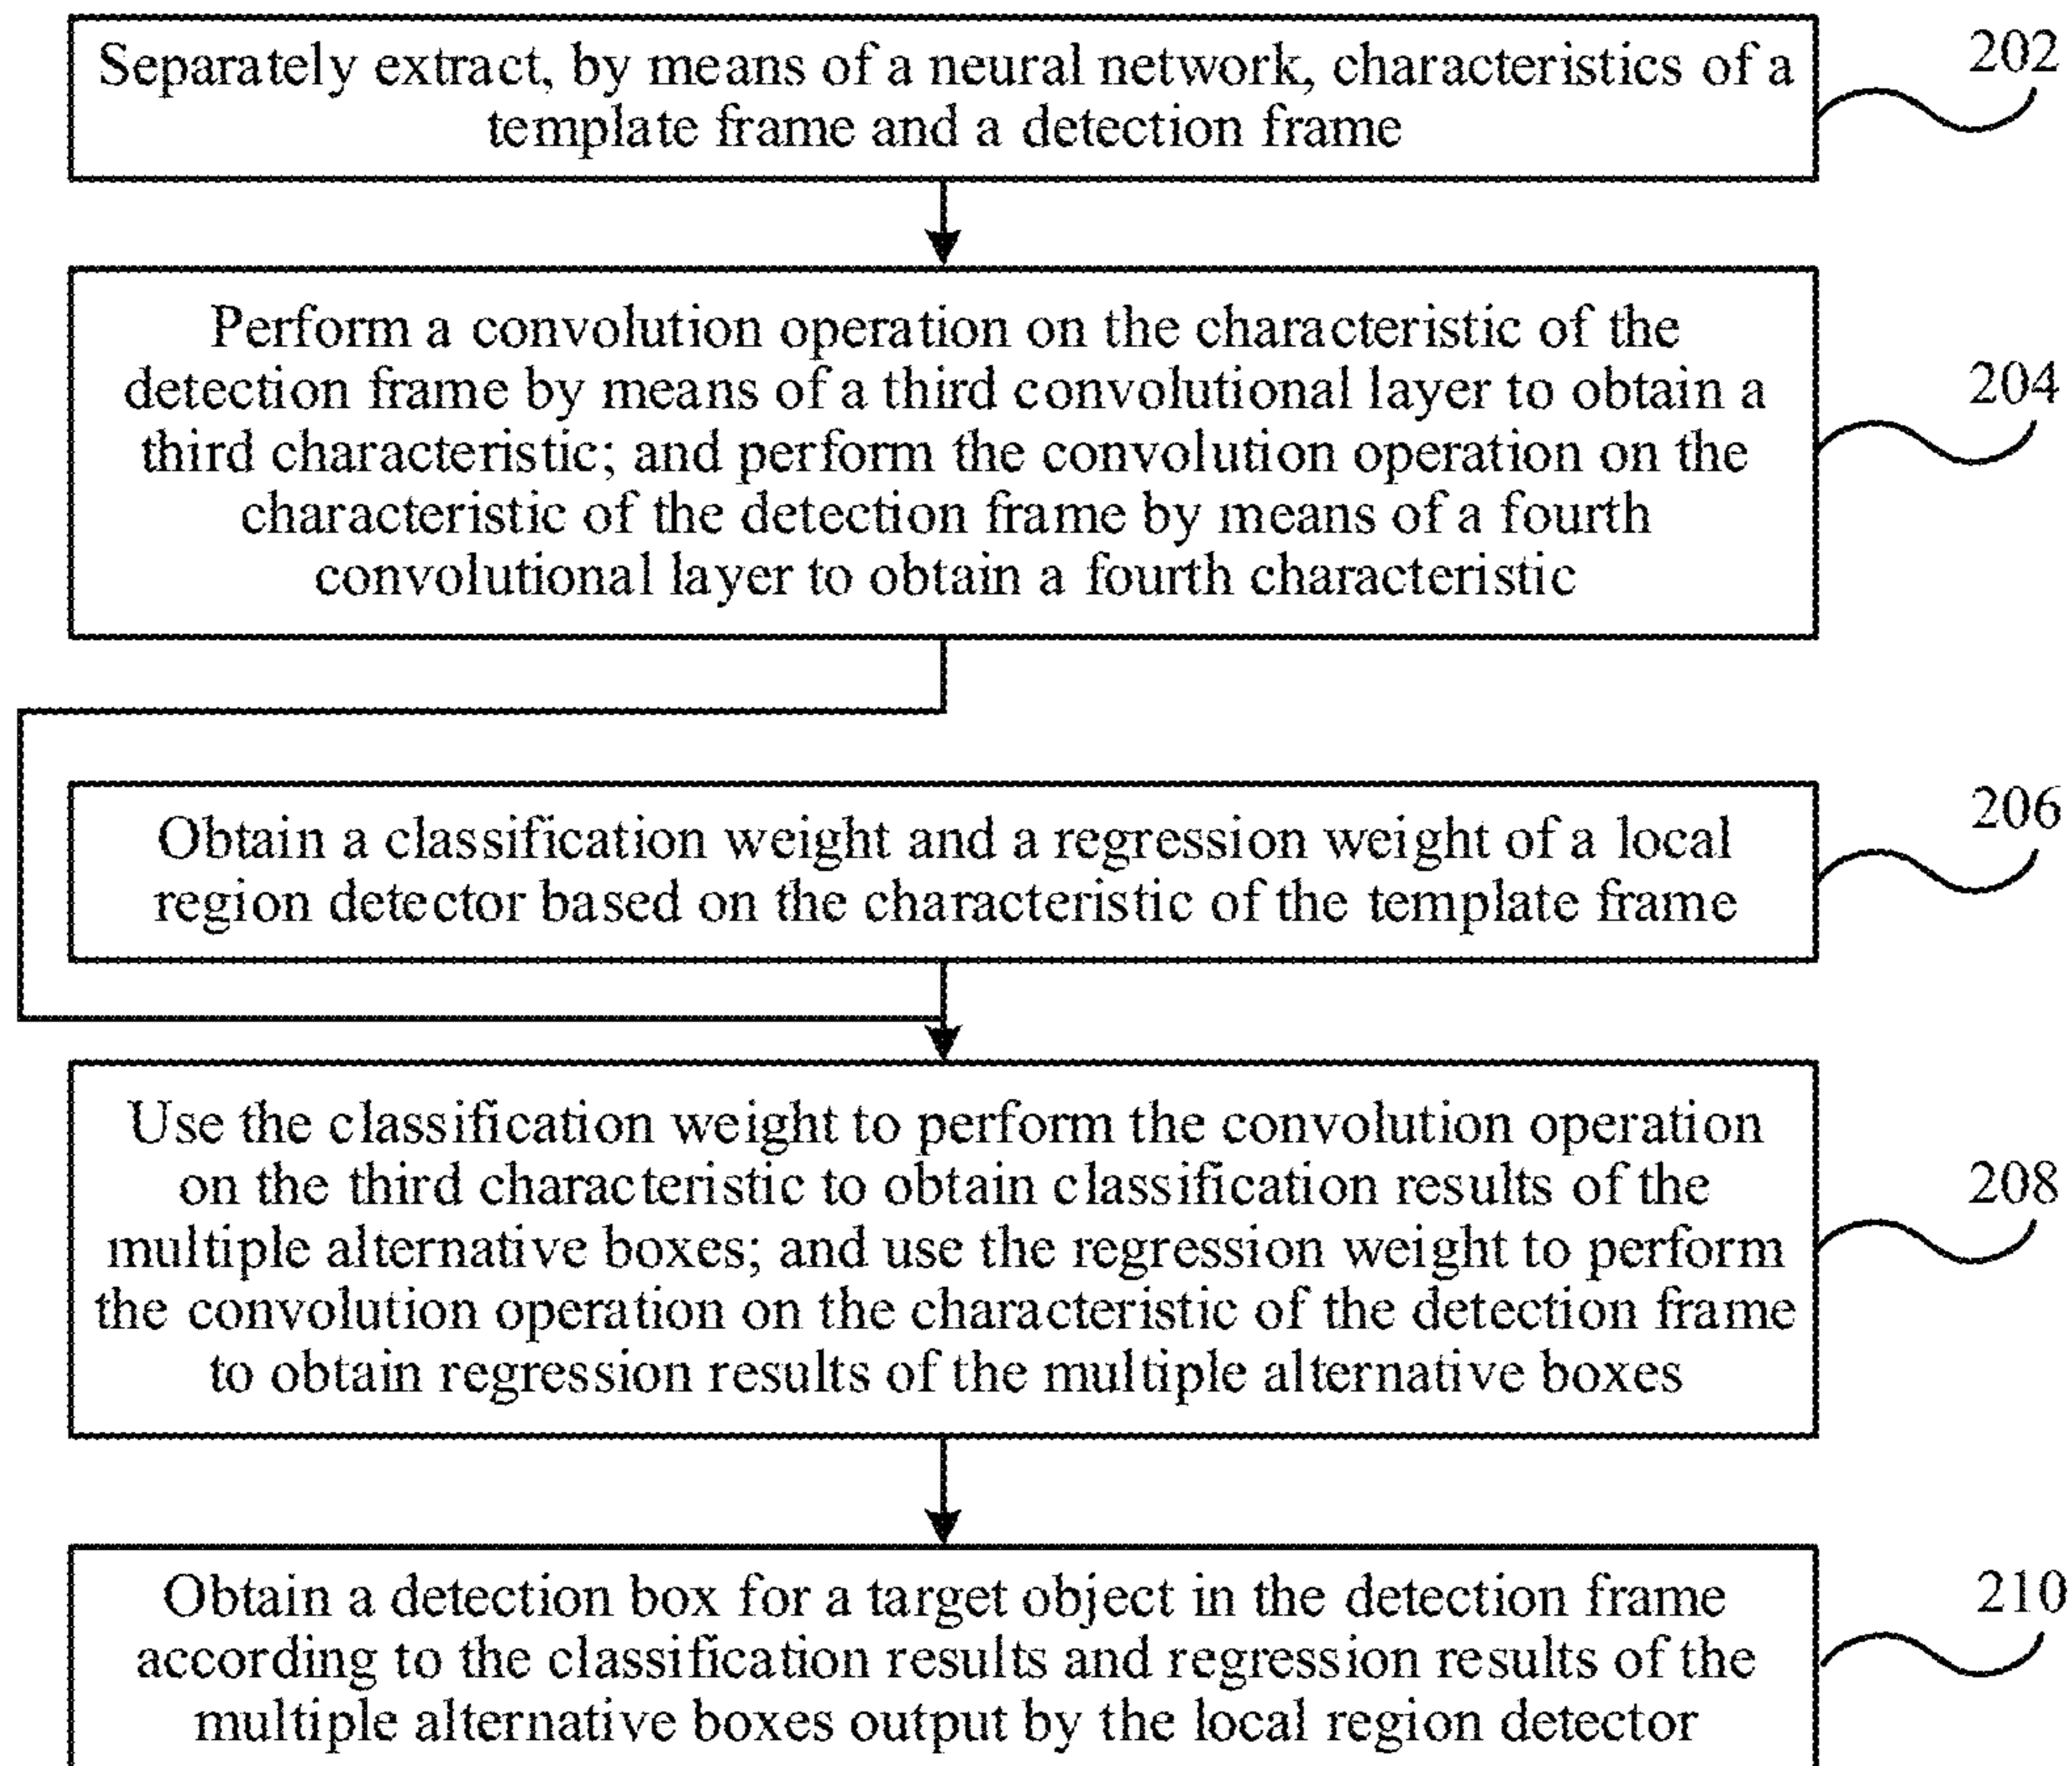 Separately extract, by means of a neural network, characteristics of a
template frame and a detection frame
202
Perform a convolution operation on the characteristic of the
detection frame by means of a third convolutional layer to obtain a
third characteristic; and perform the convolution operation on the
characteristic of the detection frame by means of a fourth
convolutional layer to obtain a fourth characteristic
204
Obtain a classification weight and a regression weight of a local
region detector based on the characteristic of the template frame
206
Use the classification weight to perform the convolution operation
on the third characteristic to obtain classification results of the
multiple alternative boxes; and use the regression weight to perform
the convolution operation on the characteristic of the detection frame
to obtain regression results of the multiple alternative boxes
208
Obtain a detection box for a target object in the detection frame
according to the classification results and regression results of the
multiple alternative boxes output by the local region detector
210